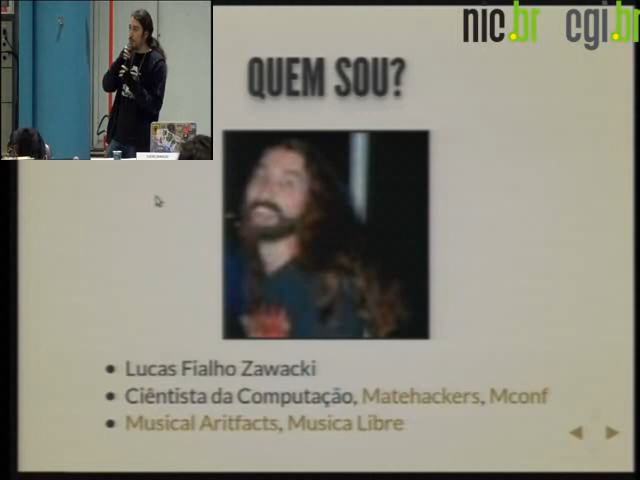 nic.br cgi.br
QUEM SOU?
Lucas Fialho Zawacki
Ciêntista da Computação, Matehackers, Mconf
Musical Aritfacts, Musica Libre